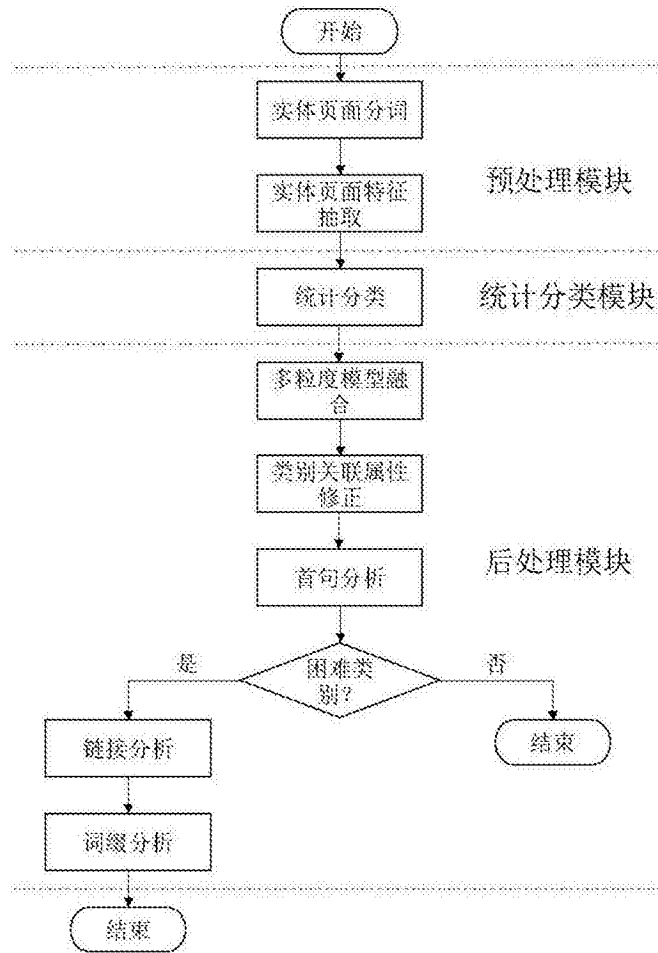 开始
实体页面分词
预处理模块
实体页面特征
抽取
统计分类
统计分类模块
多粒度模型融
合
类别关联属性
修正
首句分析
后处理模块
是
困难类
别?
否
链接分析
结束
词缀分析
结束